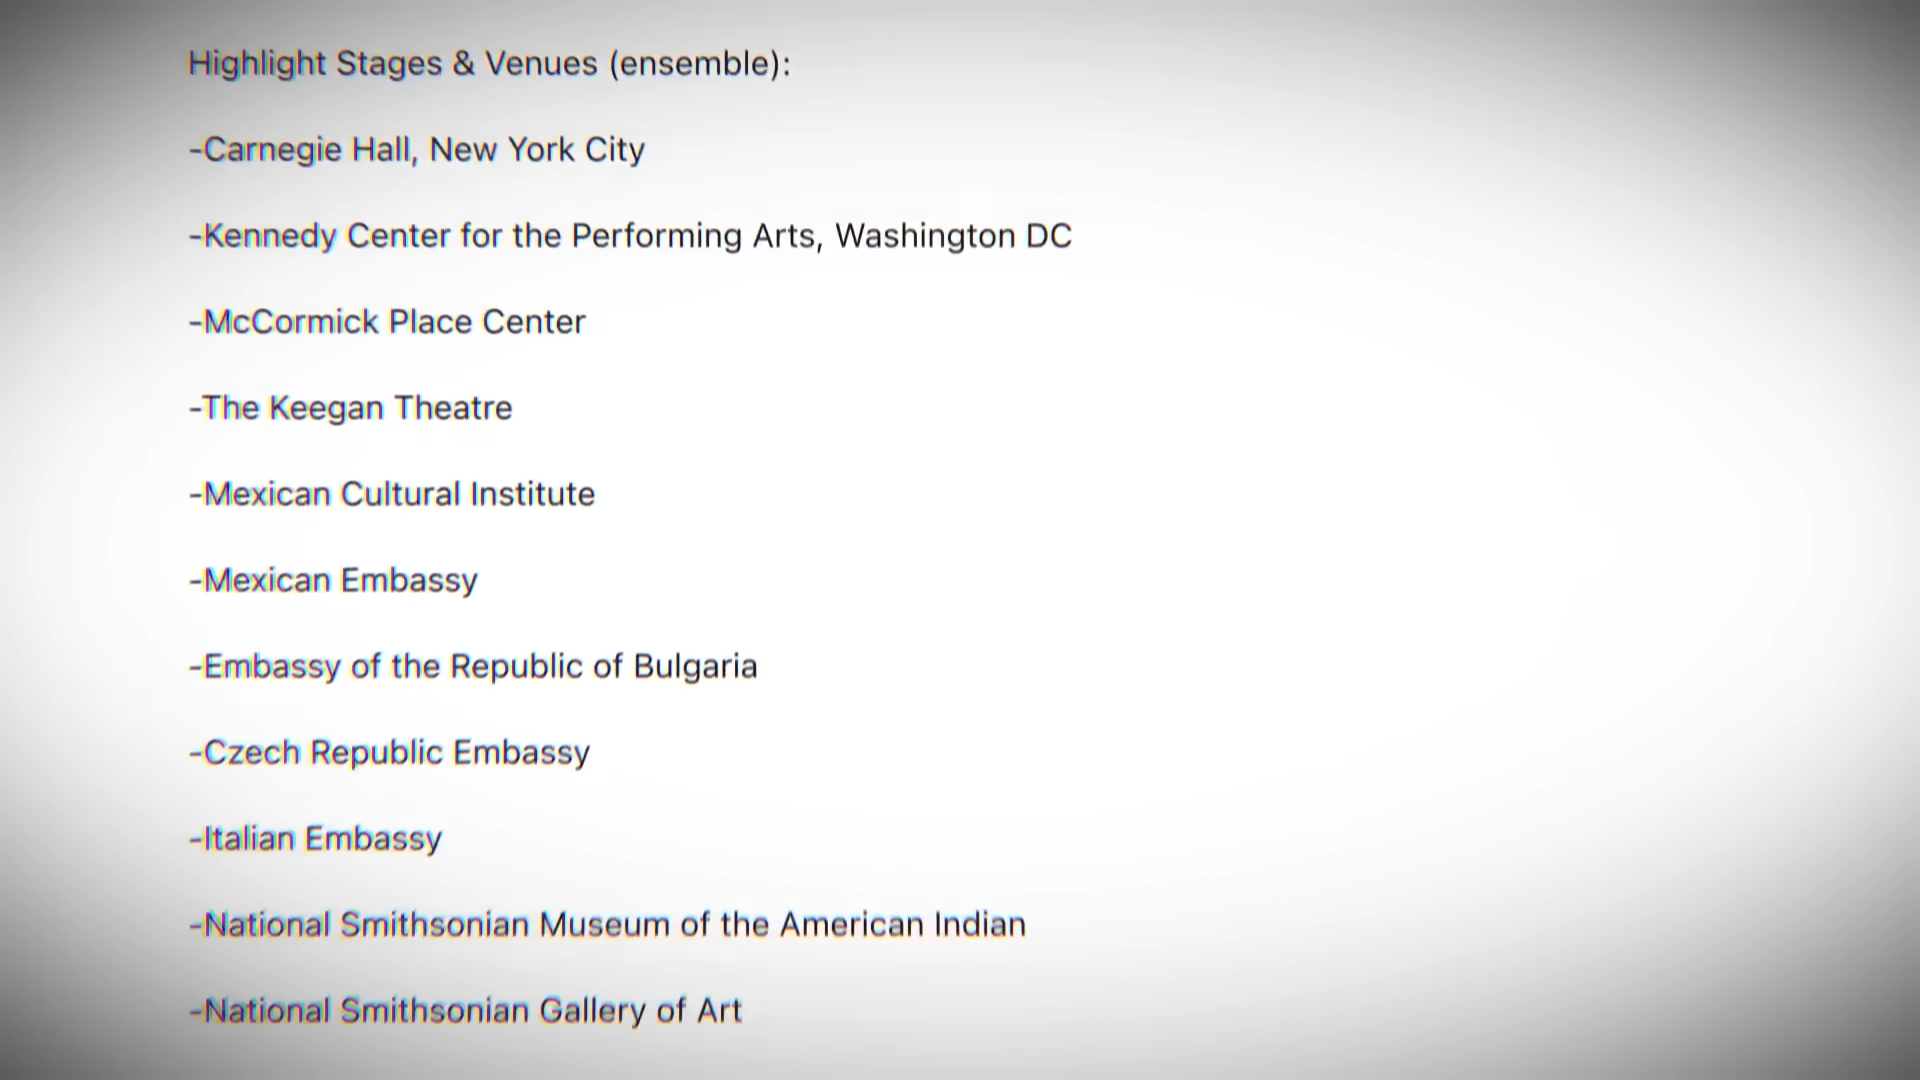 Highlight Stages & Venues (ensemble):
-Carnegie Hall, New York City
-Kennedy Center for the Performing Arts, Washington DC
-McCormick Place Center
-The Keegan Theatre
-Mexican Cultural Institute
-Mexican Embassy
-Embassy of the Republic of Bulgaria
-Czech Republic Embassy
-Italian Embassy
-National Smithsonian Museum of the American Indian
-National Smithsonian Gallery of Art